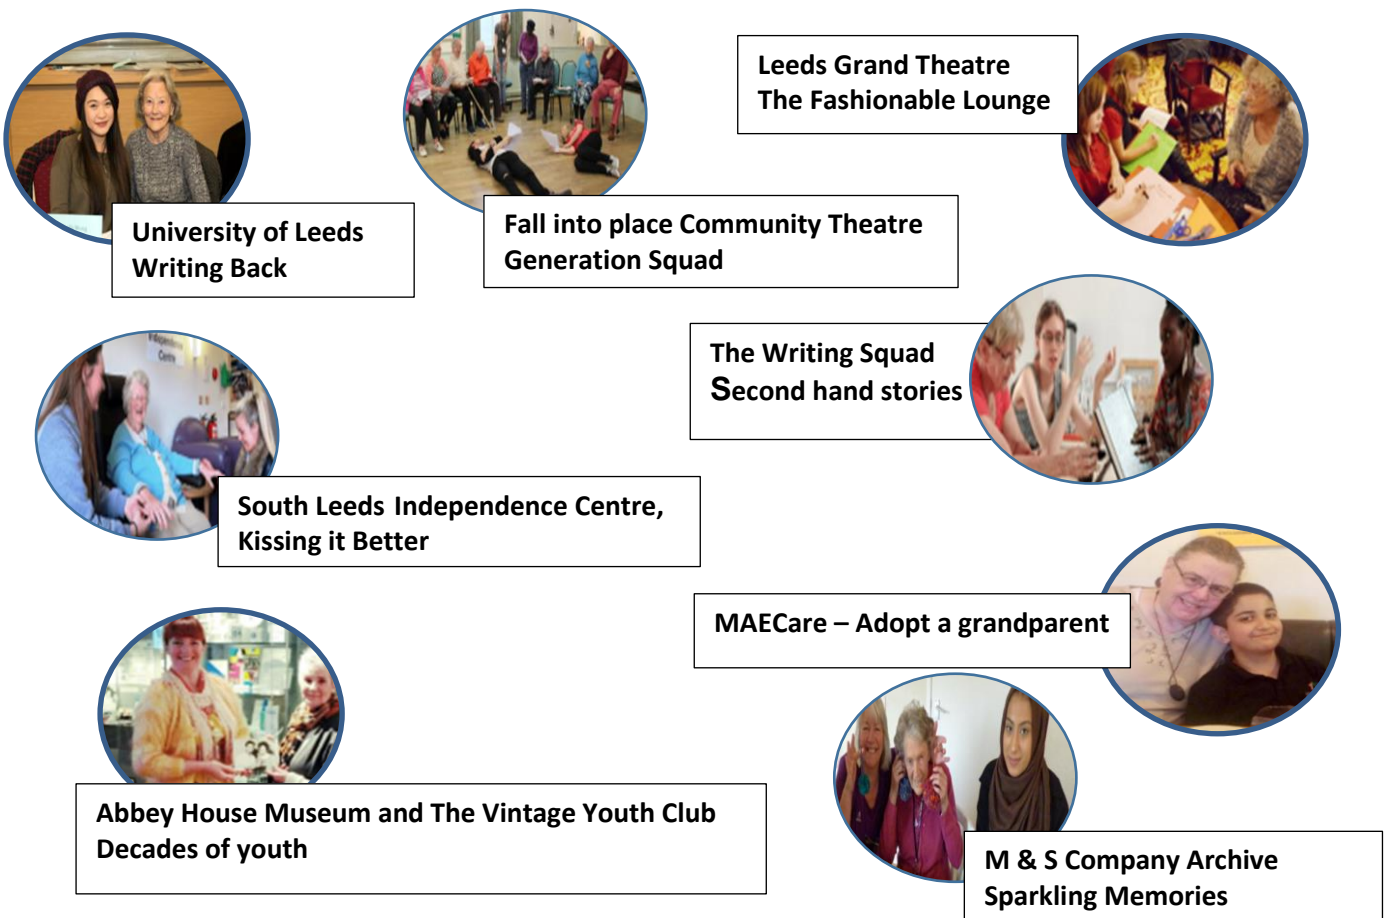 University of Leeds
Writing Back
Fall into place Community Theatre
Generation Squad
Leeds Grand Theatre
The Fashionable Lounge
The Writing Squad
Second hand stories
Independence
Centre
South Leeds Independence Centre,
Kissing it Better
MAECare – Adopt a grandparent
Abbey House Museum and The Vintage Youth Club
Decades of youth
M & S Company Archive
Sparkling Memories